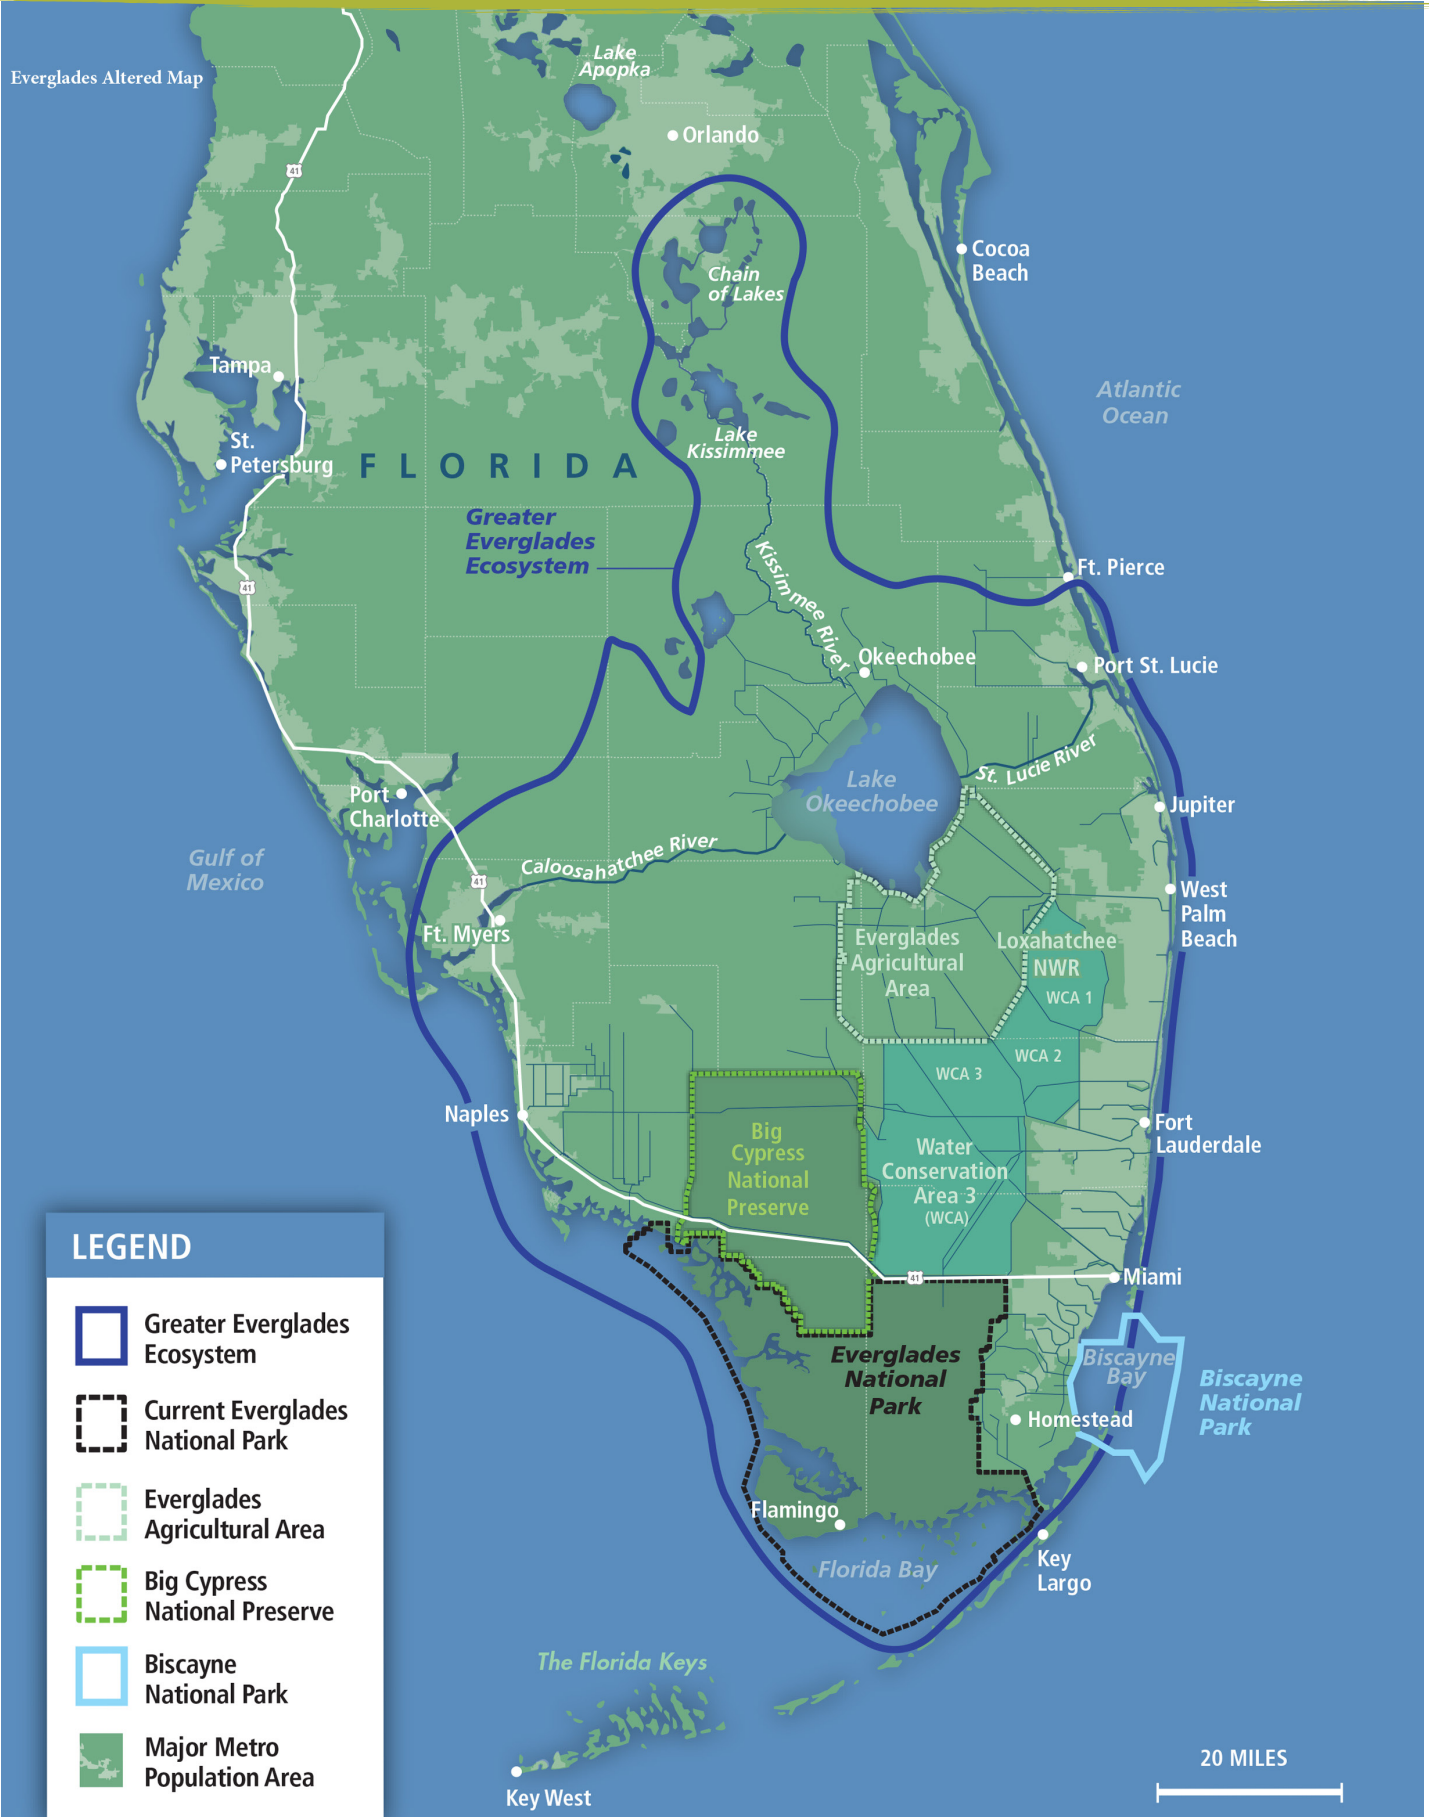 Everglades Altered Map
Lake
Apopka
Orlando
41
Cocoa
Beach
Chain
of Lakes
Tampa
Atlantic
Ocean
St.
Petersburg
FLORIDA
Lake
Kissimmee
Greater
Everglades
Ecosystem
Kissimmee River
Ft. Pierce
41
Okeechobee
Port St. Lucie
St. Lucie River
Lake
Okeechobee
Port
Charlotte
Jupiter
Caloosahatchee River
Gulf of
Mexico
41
West
Palm
Beach
Ft. Myers
Everglades
Agricultural
Area
Loxahatchee
NWR
WCA 1
WCA 2
WCA 3
Naples
Big
Cypress
National
Preserve
Water
Conservation
Area 3
(WCA)
Fort
Lauderdale
41
Miami
Everglades
National
Park
Biscayne
Bay
Biscayne
National
Park
Homestead
Flamingo
Florida Bay
Key
Largo
The Florida Keys
Key West
20 MILES
LEGEND
Greater Everglades
Ecosystem
Current Everglades
National Park
Everglades
Agricultural Area
Big Cypress
National Preserve
Biscayne
National Park
Major Metro
Population Area